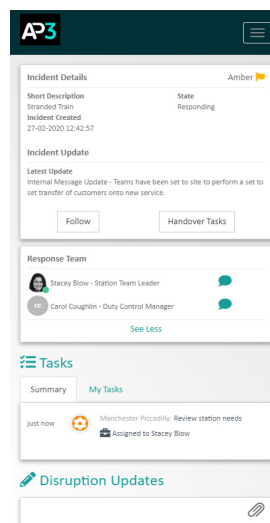 AP3
Incident Details Amber
Short Description State
Stranded Train Responding
Incident Created
27-02-2020 12:42:57
Incident Update
Latest Update
Internal Message Update - Teams have been set to site to perform a set to
set transfer of customers onto new service.
Follow Handover Tasks
Response Team
Stacey Blow - Station Team Leader
CC Carol Coughlin - Duty Control Manager
See Less
Tasks
Summary My Tasks
just now Manchester Piccadilly: Review station needs
Assigned to Stacey Blow
Disruption Updates